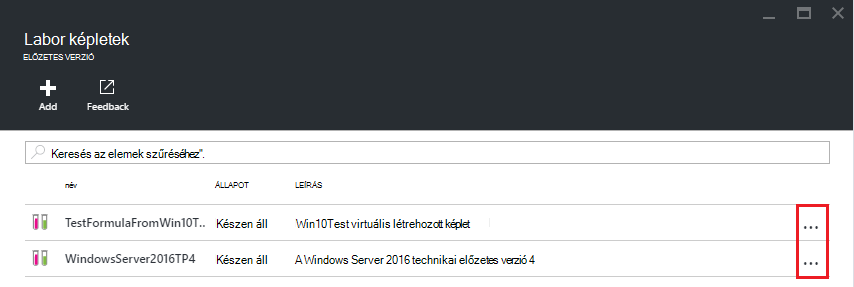 Labor képletek
ELŐZETES VERZIÓ
Add Feedback
Keresés az elemek szűréséhez".
név ÁLLAPOT LEÍRÁS
TestFormulaFromWin10T.. Készen áll Win10Test virtuális létrehozott képlet ...
WindowsServer2016TP4 Készen áll A Windows Server 2016 technikai előzetes verzió 4 ...